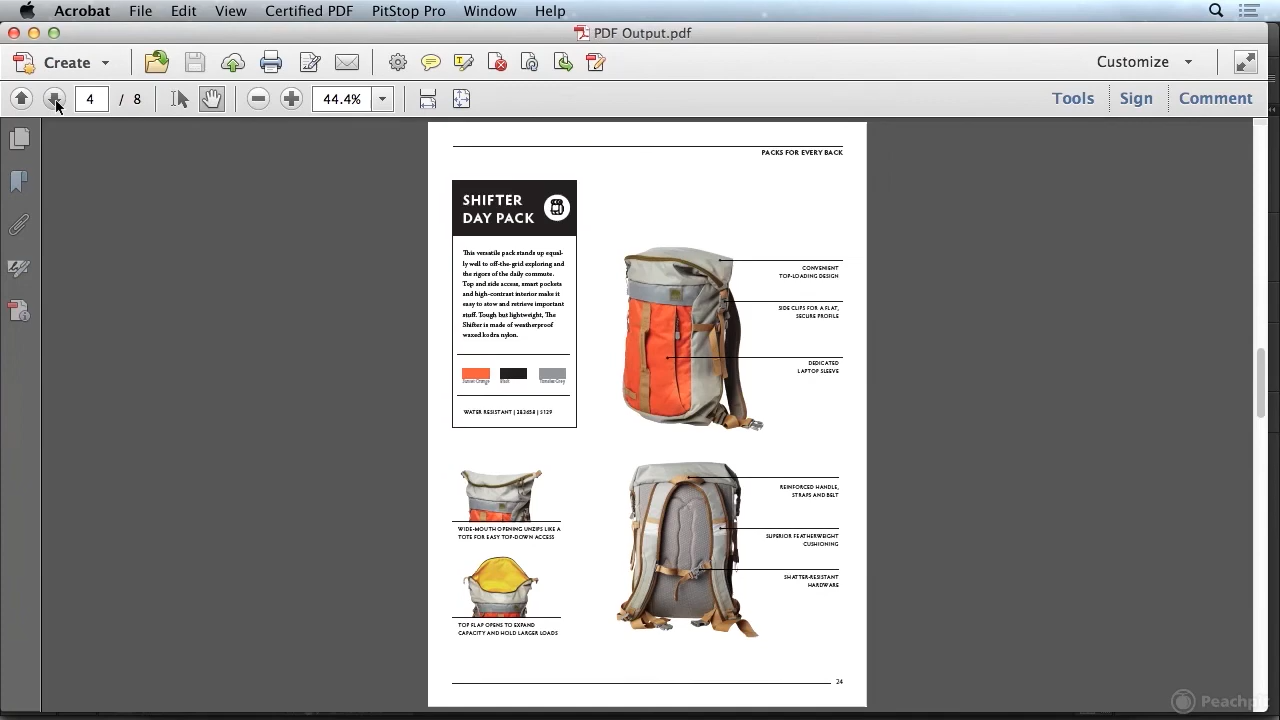 Acrobat File Edit View Certified PDF PitStop Pro Window Help
PDF Output.pdf
Create Customize
4 / 8 44.4% Tools Sign Comment
PACKS FOR EVERY BACK
SHIFTER
DAY PACK
This versatile pack stands up equal-
ly well to off-the-grid exploring and
the rigors of the daily commute.
Top and side access, smart pockets
and high-contrast interior make it
easy to stow and retrieve important
stuff. Tough but lightweight, The
Shifter is made of weatherproof
waxed kodra nylon.
Sunset Orange Black
WATER RESISTANT | 283658 | $129
CONVENIENT
TOP-LOADING DESIGN
SIDE CLIPS FOR A FLAT,
SECURE PROFILE
DEDICATED
LAPTOP SLEEVE
WIDE-MOUTH OPENING UNZIPS LIKE A
TOTE FOR EASY TOP-DOWN ACCESS
TOP FLAP OPENS TO EXPAND
CAPACITY AND HOLD LARGER LOADS
REINFORCED HANDLE,
STRAPS AND BELT
SUPERIOR FEATHERWEIGHT
CUSHIONING
SHATTER-RESISTANT
HARDWARE
24
Peachpit